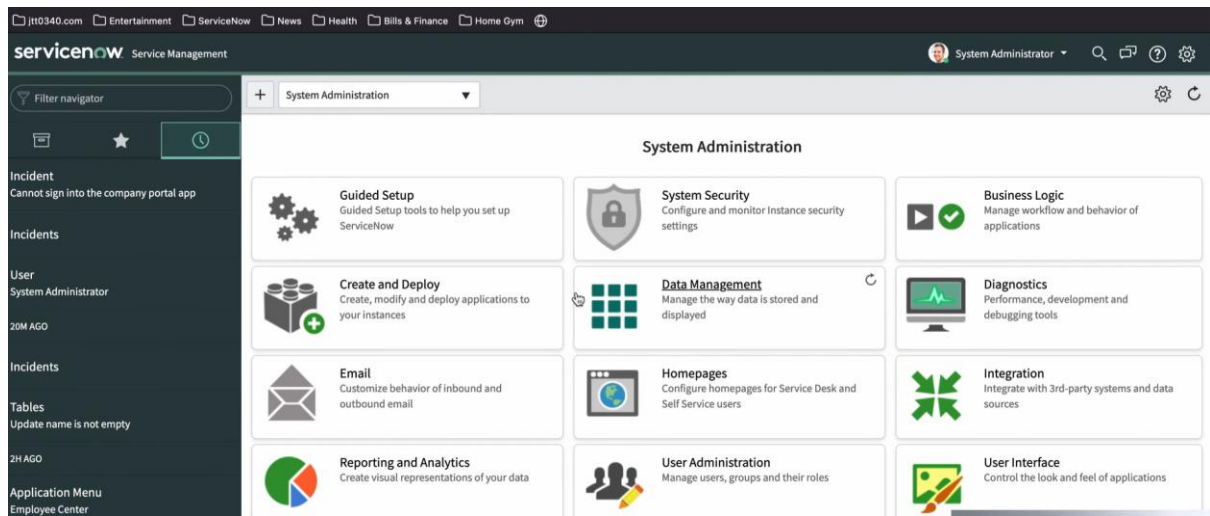 jtt0340.com Entertainment ServiceNow News Health Bills & Finance Home Gym
servicenow Service Management
System Administrator
Filter navigator
System Administration
Incident
Cannot sign into the company portal app
Incidents
User
System Administrator
20M AGO
Incidents
Tables
Update name is not empty
2H AGO
Application Menu
Employee Center
System Administration
Guided Setup
Guided Setup tools to help you set up
ServiceNow
System Security
Configure and monitor Instance security
settings
Business Logic
Manage workflow and behavior of
applications
Create and Deploy
Create, modify and deploy applications to
your instances
Data Management
Manage the way data is stored and
displayed
Diagnostics
Performance, development and
debugging tools
Email
Customize behavior of inbound and
outbound email
Homepages
Configure homepages for Service Desk and
Self Service users
Integration
Integrate with 3rd-party systems and data
sources
Reporting and Analytics
Create visual representations of your data
User Administration
Manage users, groups and their roles
User Interface
Control the look and feel of applications